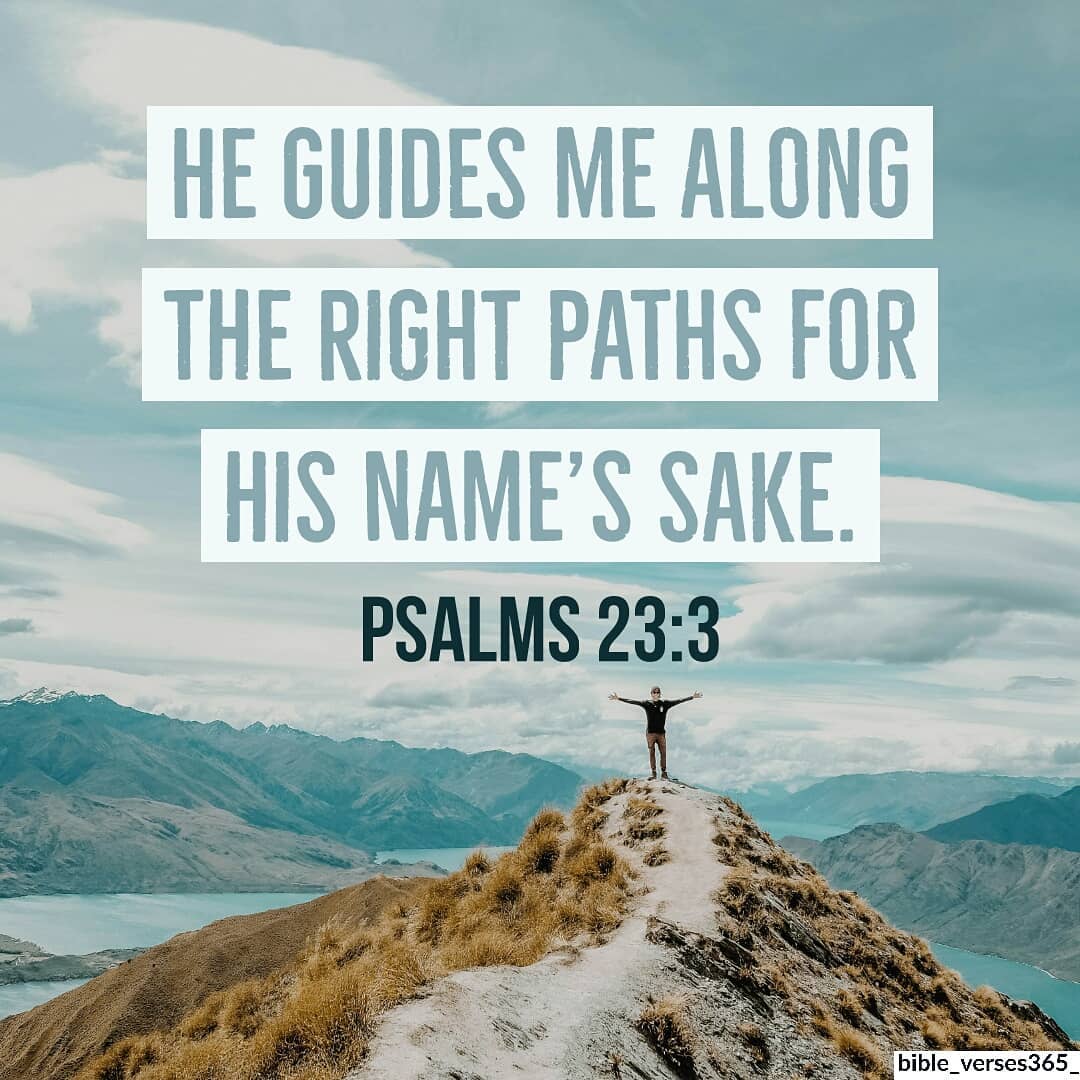 HE GUIDES ME ALONG
THE RIGHT PATHS FOR
HIS NAME'S SAKE.
PSALMS 23:3
bible_verses365_